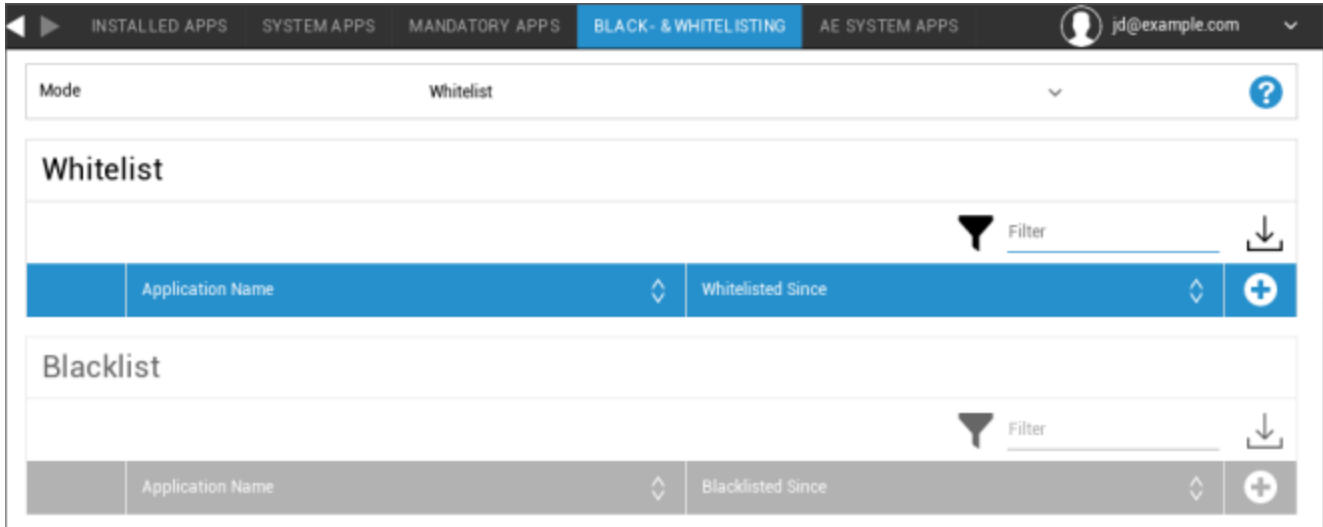 INSTALLED APPS SYSTEM APPS MANDATORY APPS BLACK- & WHITELISTING AE SYSTEM APPS jd@example.com
Mode Whitelist ?
Whitelist
Filter
Application Name Whitelisted Since
Blacklist
Filter
Application Name Blacklisted Since